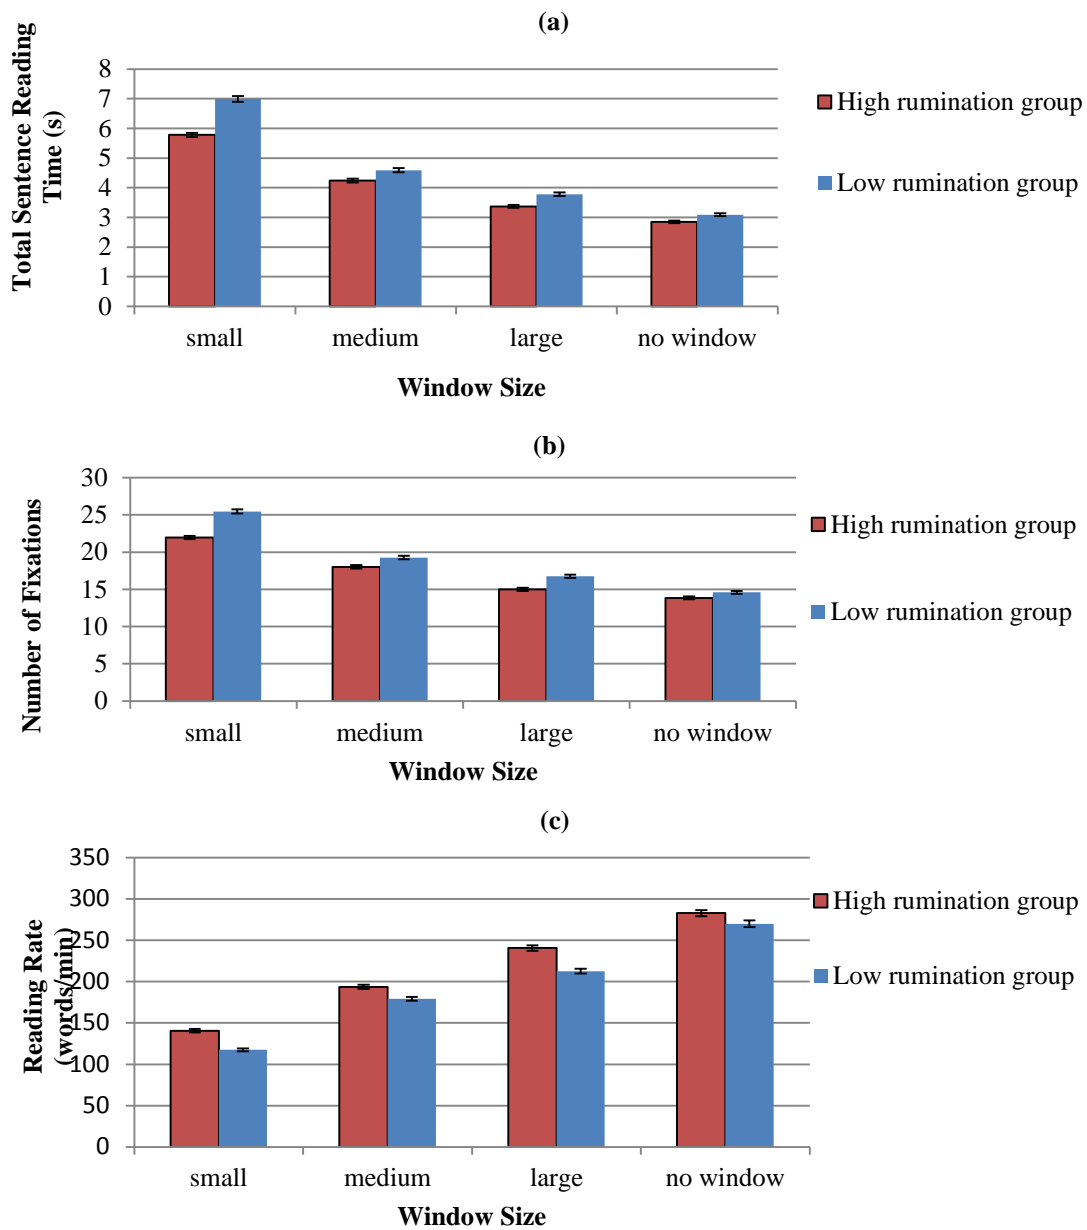 (a)
Total Sentence Reading
Time (s)
8
7
6
5
4
3
2
1
0
small medium large no window
Window Size
High rumination group
Low rumination group
(b)
Number of Fixations
30
25
20
15
10
5
0
small medium large no window
Window Size
High rumination group
Low rumination group
(c)
Reading Rate
(words/min)
350
300
250
200
150
100
50
0
small medium large no window
Window Size
High rumination group
Low rumination group